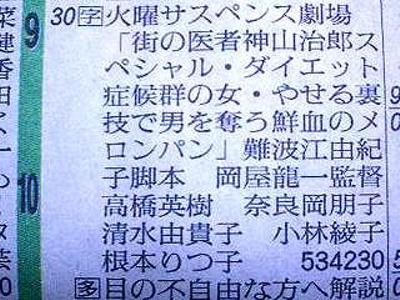 菜
健
香
田
9
10
30 字 火曜サスペンス劇場
「街の医者神山治郎ス
ペシャル・ダイエット
症候群の女・やせる裏
技で男を奪う鮮血のメ
ロンパン」難波江由紀
子脚本 岡屋龍一監督
高橋英樹 奈良岡朋子
清水由貴子 小林綾子
根本りつ子 534230
多 目の不自由な方へ解説